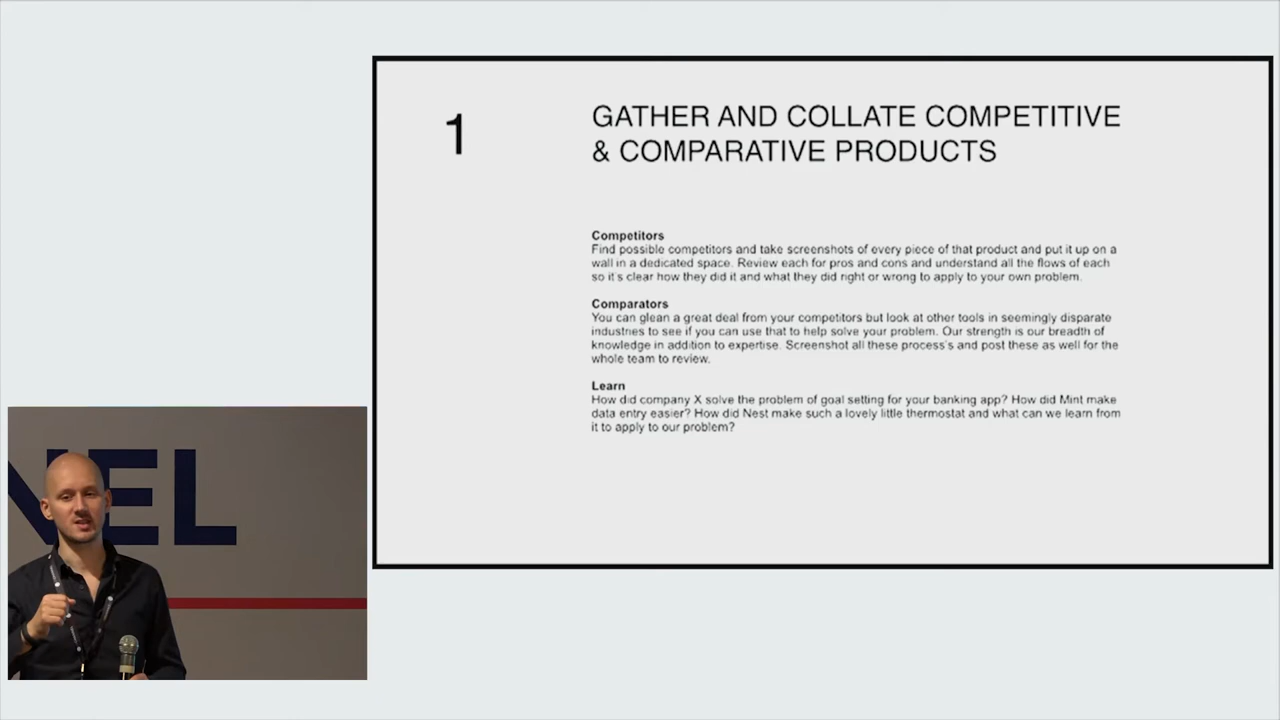 1
GATHER AND COLLATE COMPETITIVE
& COMPARATIVE PRODUCTS
Competitors
Find possible competitors and take screenshots of every piece of that product and put it up on a
wall in a dedicated space. Review each for pros and cons and understand all the flows of each
so it's clear how they did it and what they did right or wrong to apply to your own problem.
Comparators
You can glean a great deal from your competitors but look at other tools in seemingly disparate
industries to see if you can use that to help solve your problem. Our strength is our breadth of
knowledge in addition to expertise. Screenshot all these process's and post these as well for the
whole team to review.
Learn
How did company X solve the problem of goal setting for your banking app? How did Mint make
data entry easier? How did Nest make such a lovely little thermostat and what can we learn from
it to apply to our problem?
NEL